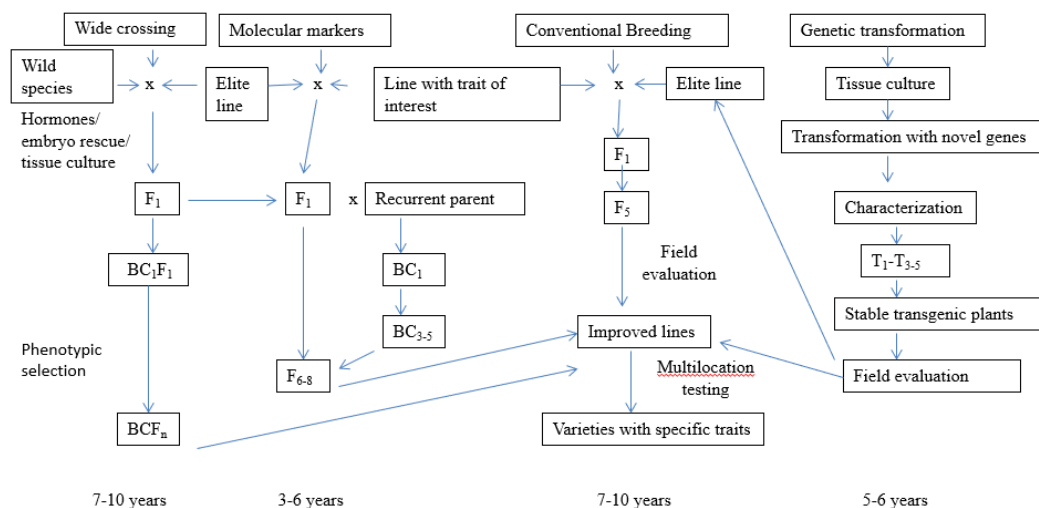 Wide crossing
Molecular markers
Conventional Breeding
Genetic transformation
Wild
species
x
Elite
line
x
Line with trait of
interest
x
Elite line
Tissue culture
Hormones/
embryo rescue/
tissue culture
Transformation with novel genes
F₁
F₁
F₁
x
Recurrent parent
F₅
Characterization
BC₁F₁
BC₁
Field
evaluation
T₁-T₃₋₅
Stable transgenic plants
BC₃₋₅
Improved lines
Phenotypic
selection
F₆₋₈
Multilocation
testing
Field evaluation
BCFₙ
Varieties with specific traits
7-10 years
3-6 years
7-10 years
5-6 years